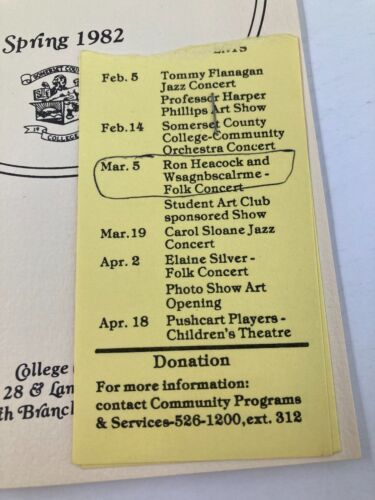 Spring 1982
Feb. 5 Tommy Flanagan
Jazz Concert
Professor Harper
Phillips Art Show
Feb. 14 Somerset County
College-Community
Orchestra Concert
Mar. 5 Ron Heacock and
Wsagnbscalrme -
Folk Concert
Student Art Club
sponsored Show
Mar. 19 Carol Sloane Jazz
Concert
Apr. 2 Elaine Silver -
Folk Concert
Photo Show Art
Opening
Apr. 18 Pushcart Players -
Children's Theatre
Donation
For more information:
contact Community Programs
& Services-526-1200, ext. 312
College
28 & Lam
th Branch